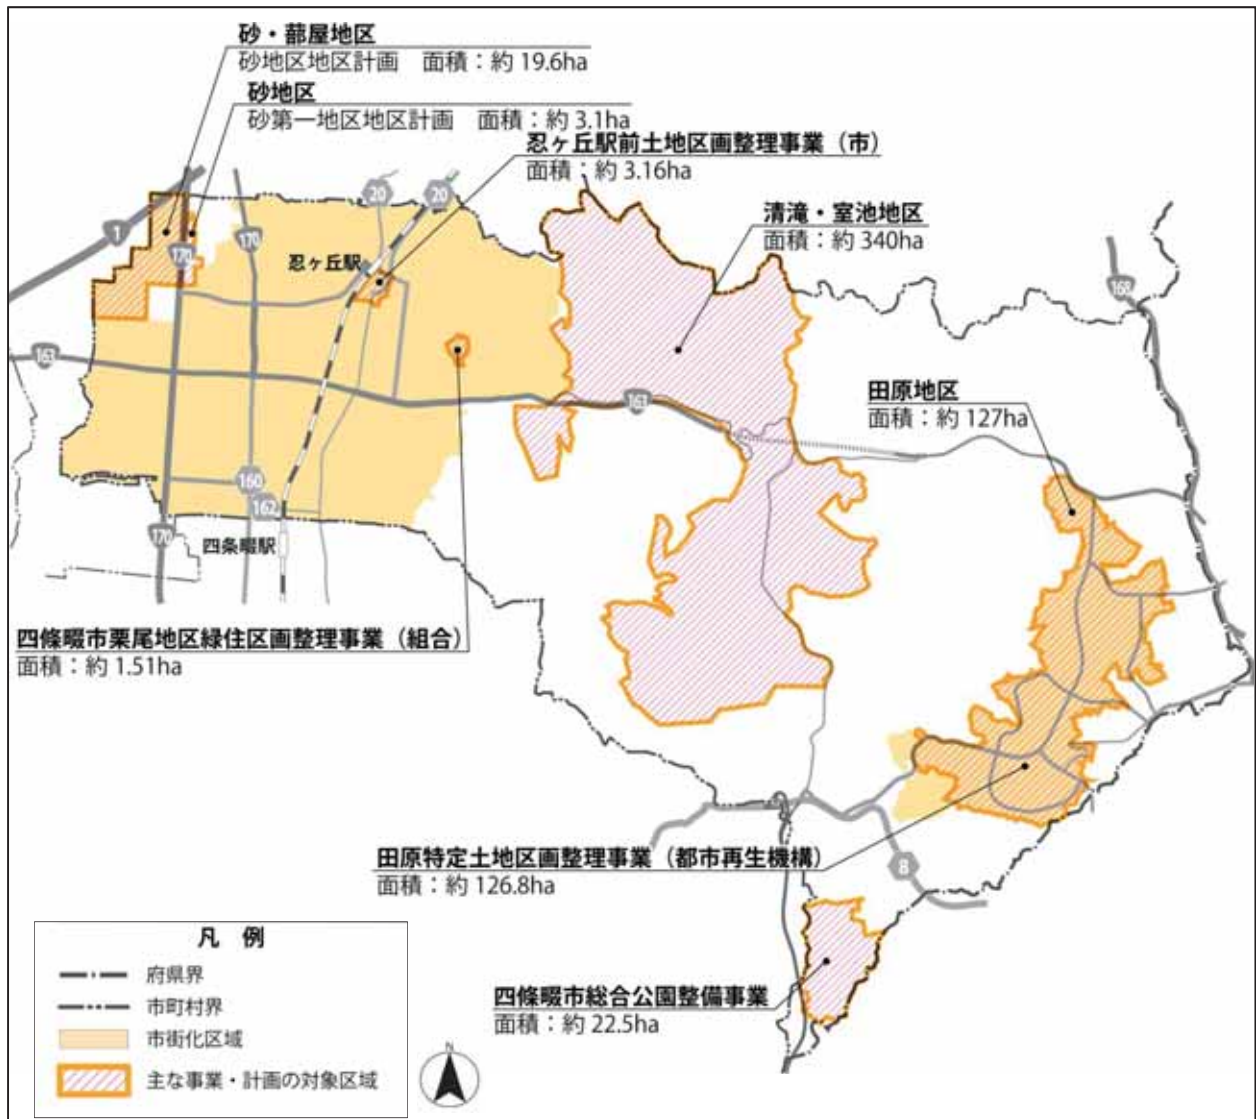 砂・蔀屋地区
砂地区地区計画　面積：約 19.6ha
砂地区
砂第一地区地区計画　面積：約 3.1ha
忍ヶ丘駅前土地区画整理事業（市）
面積：約 3.16ha
清滝・室池地区
面積：約 340ha
20
20
1
170
170
忍ヶ丘駅
168
163
163
田原地区
面積：約 127ha
160
162
170
四条畷駅
四條畷市栗尾地区緑住区画整理事業（組合）
面積：約 1.51ha
田原特定土地区画整理事業（都市再生機構）
面積：約 126.8ha
8
四條畷市総合公園整備事業
面積：約 22.5ha
凡　例
府県界
市町村界
市街化区域
主な事業・計画の対象区域
N